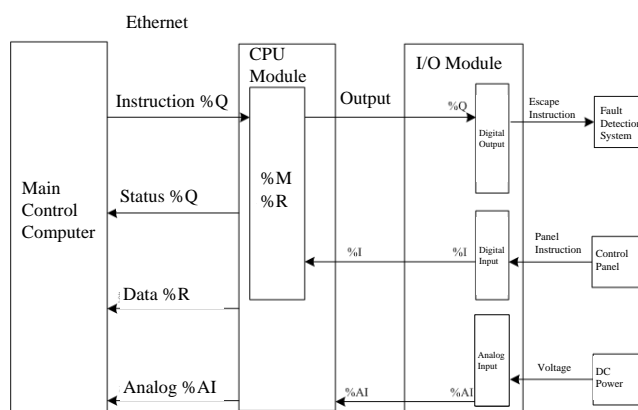 Ethernet
CPU
Module
I/O Module
Instruction %Q
Output
%Q
Digital
Output
Escape
Instruction
Fault
Detection
System
%M
%R
Main
Control
Computer
Status %Q
%I
%I
Digital
Input
Panel
Instruction
Control
Panel
Data %R
Analog %AI
%AI
%AI
Analog
Input
Voltage
DC
Power